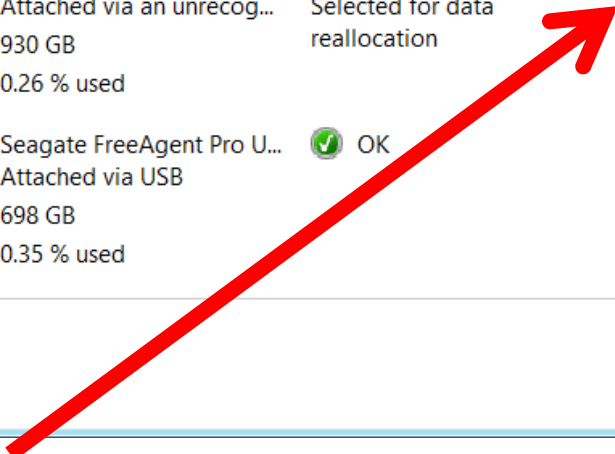 Attached via an unrecog...
Selected for data
reallocation
930 GB
0.26 % used
Seagate FreeAgent Pro U...
OK
Attached via USB
698 GB
0.35 % used